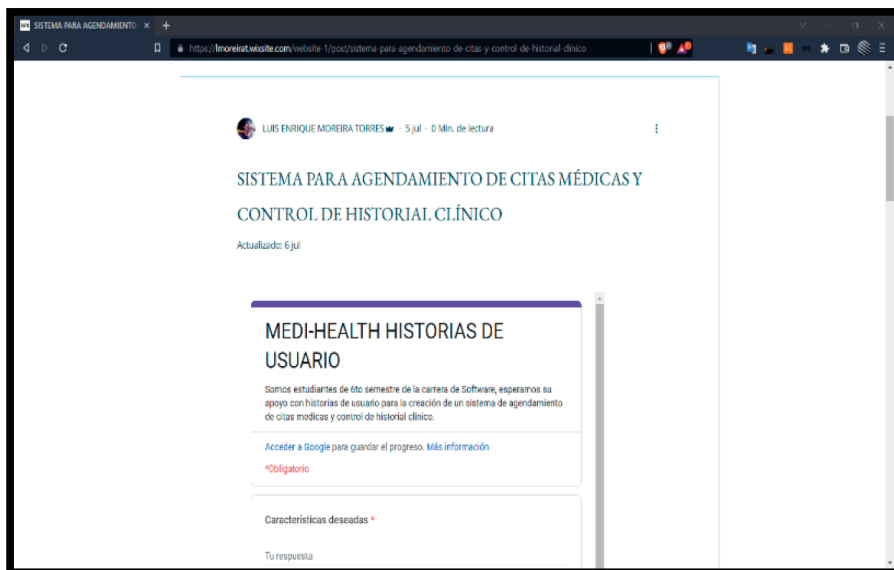 WIX SISTEMA PARA AGENDAMIENTO
https://lmoreirat.wixsite.com/website-1/post/sistema-para-agendamiento-de-citas-y-control-de-historial-clinico
LUIS ENRIQUE MOREIRA TORRES · 5 jul · 0 Min. de lectura
SISTEMA PARA AGENDAMIENTO DE CITAS MÉDICAS Y
CONTROL DE HISTORIAL CLÍNICO
Actualizado: 6 jul
MEDI-HEALTH HISTORIAS DE
USUARIO
Somos estudiantes de 6to semestre de la carrera de Software, esperamos su
apoyo con historias de usuario para la creación de un sistema de agendamiento
de citas medicas y control de historial clinico.
Acceder a Google para guardar el progreso. Más información
*Obligatorio
Características deseadas *
Tu respuesta